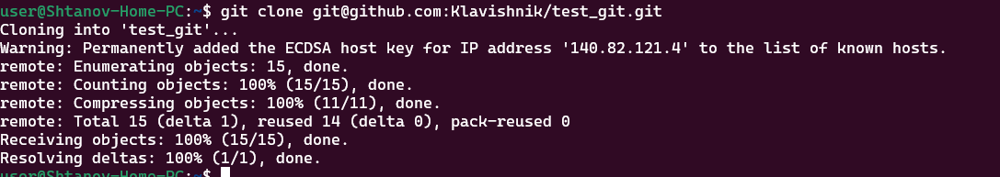 user@Shtanov-Home-PC:~$ git clone git@github.com:Klavishnik/test_git.git
Cloning into 'test_git'...
Warning: Permanently added the ECDSA host key for IP address '140.82.121.4' to the list of known hosts.
remote: Enumerating objects: 15, done.
remote: Counting objects: 100% (15/15), done.
remote: Compressing objects: 100% (11/11), done.
remote: Total 15 (delta 1), reused 14 (delta 0), pack-reused 0
Receiving objects: 100% (15/15), done.
Resolving deltas: 100% (1/1), done.
user@Shtanov-Home-PC:~$